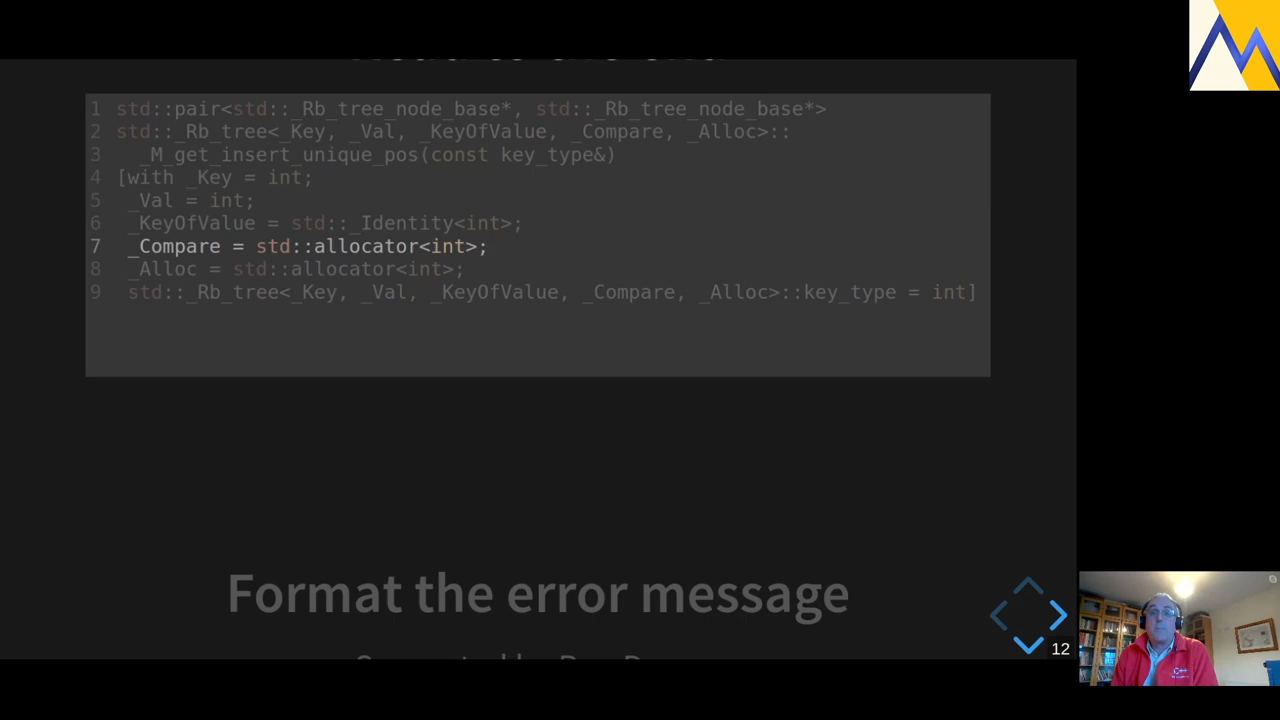 1 std::pair<std::_Rb_tree_node_base*, std::_Rb_tree_node_base*>
2 std::_Rb_tree<_Key, _Val, _KeyOfValue, _Compare, _Alloc>::
3 _M_get_insert_unique_pos(const key_type&)
4 [with _Key = int;
5 _Val = int;
6 _KeyOfValue = std::_Identity<int>;
7 _Compare = std::allocator<int>;
8 _Alloc = std::allocator<int>;
9 std::_Rb_tree<_Key, _Val, _KeyOfValue, _Compare, _Alloc>::key_type = int]
Format the error message
12